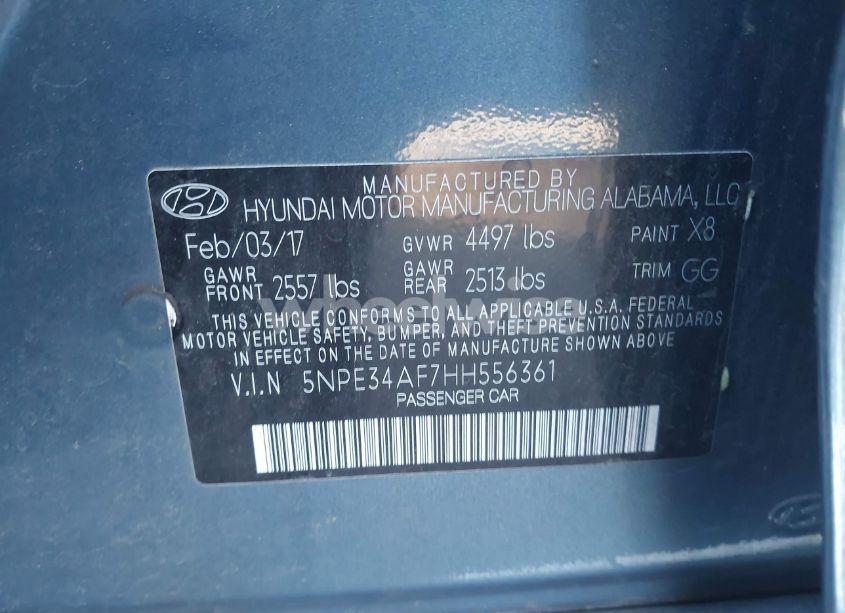 MANUFACTURED BY
HYUNDAI MOTOR MANUFACTURING ALABAMA, LLC
Feb/03/17 GVWR 4497 lbs PAINT X8
GAWR FRONT 2557 lbs GAWR REAR 2513 lbs TRIM GG
THIS VEHICLE CONFORMS TO ALL APPLICABLE U.S.A. FEDERAL
MOTOR VEHICLE SAFETY, BUMPER, AND THEFT PREVENTION STANDARDS
IN EFFECT ON THE DATE OF MANUFACTURE SHOWN ABOVE
V.I.N 5NPE34AF7HH556361
PASSENGER CAR